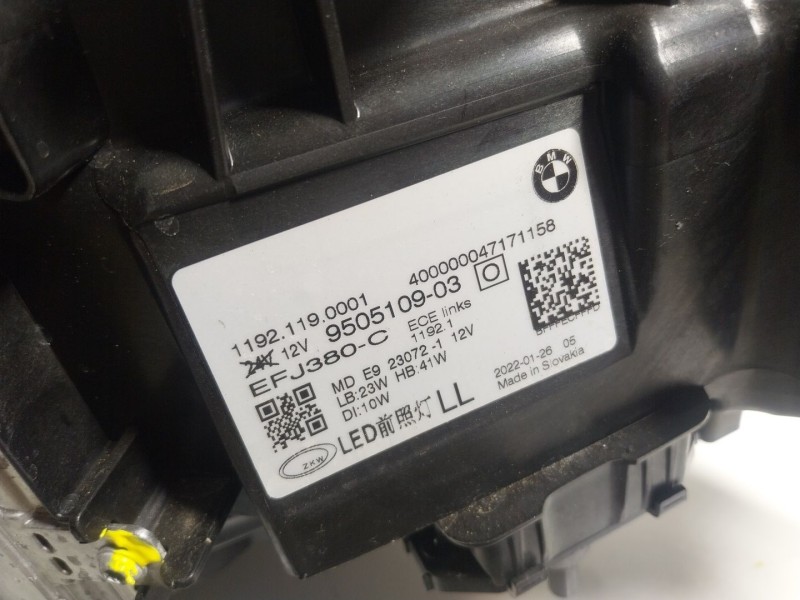 BMW
400000047171158
1192.119.0001
9505109-03
24V 12V
EFJ380-C
ECE links
1192.1
MD E9 23072-1 12V
LB:23W HB:41W
DI:10W
2022-01-26 05
Made in Slovakia
LED前照灯 LL
ZKW